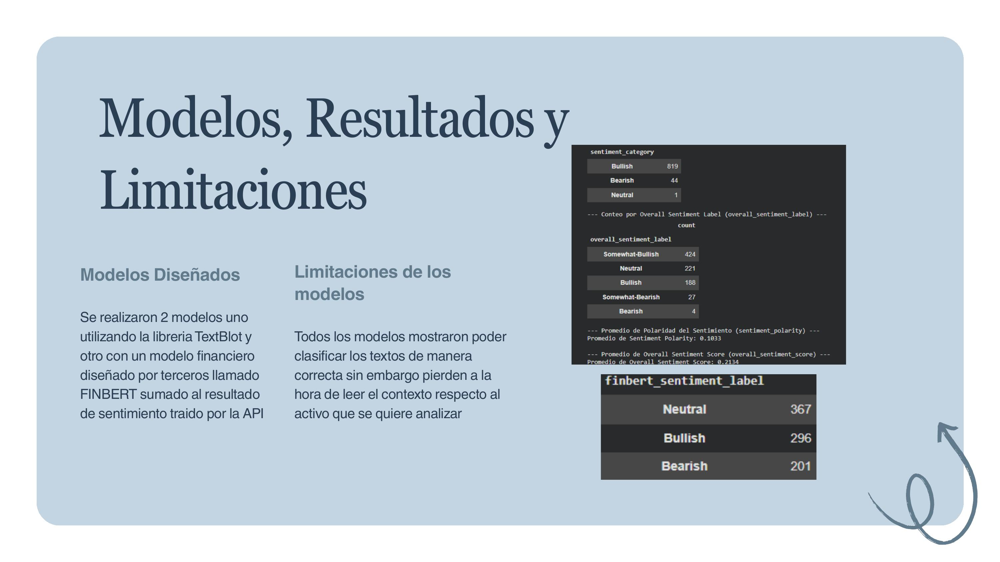 Modelos, Resultados y
Limitaciones
Modelos Diseñados
Se realizaron 2 modelos uno
utilizando la libreria TextBlot y
otro con un modelo financiero
diseñado por terceros llamado
FINBERT sumado al resultado
de sentimiento traido por la API
Limitaciones de los
modelos
Todos los modelos mostraron poder
clasificar los textos de manera
correcta sin embargo pierden a la
hora de leer el contexto respecto al
activo que se quiere analizar
sentiment_category
Bullish 819
Bearish 44
Neutral 1
--- Conteo por Overall Sentiment Label (overall_sentiment_label) ---
count
overall_sentiment_label
Somewhat-Bullish 424
Neutral 221
Bullish 188
Somewhat-Bearish 27
Bearish 4
--- Promedio de Polaridad del Sentimiento (sentiment_polarity) ---
Promedio de Sentiment Polarity: 0.1033
--- Promedio de Overall Sentiment Score (overall_sentiment_score) ---
Promedio de Overall Sentiment Score: 0.2134
finbert_sentiment_label
Neutral 367
Bullish 296
Bearish 201